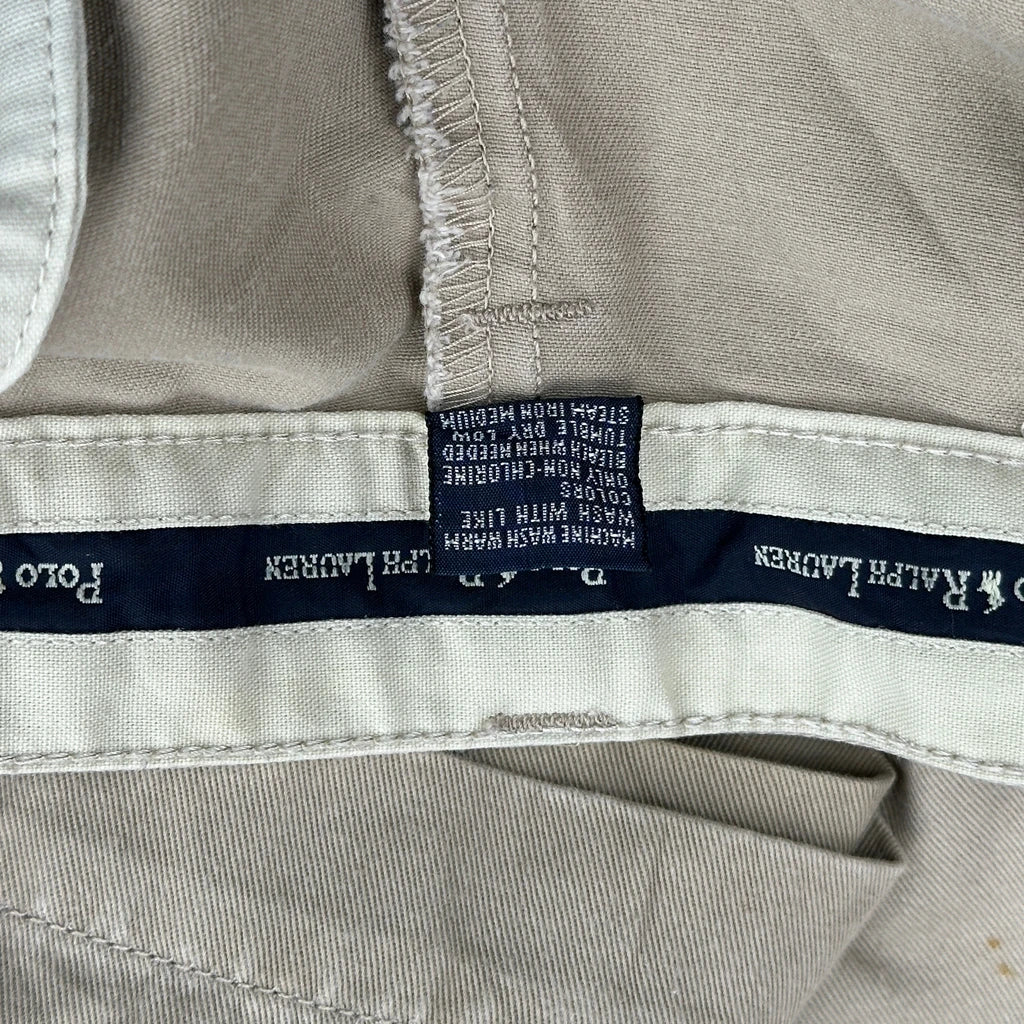 MACHINE WASH WARM
WASH WITH LIKE
COLORS
ONLY NON-CHLORINE
BLEACH WHEN NEEDED
TUMBLE DRY LOW
STEAM IRON MEDIUM
RALPH LAUREN
LPH LAUREN
POLO